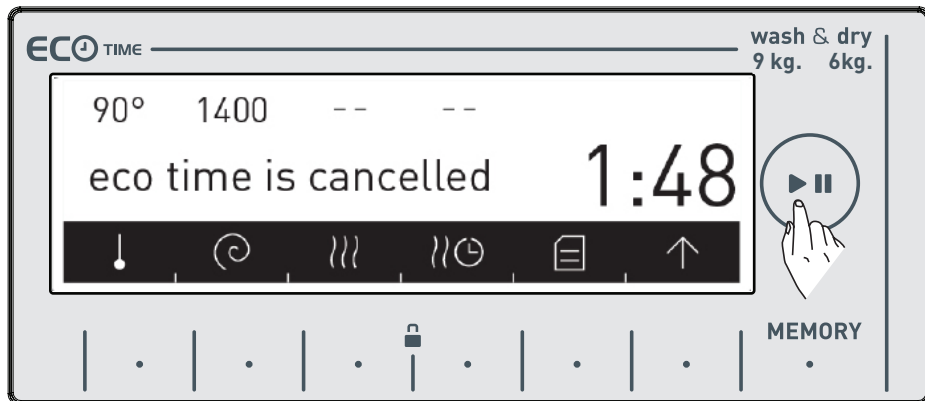 ECO TIME
wash & dry
9 kg. 6kg.
90° 1400 -- --
eco time is cancelled 1:48
MEMORY